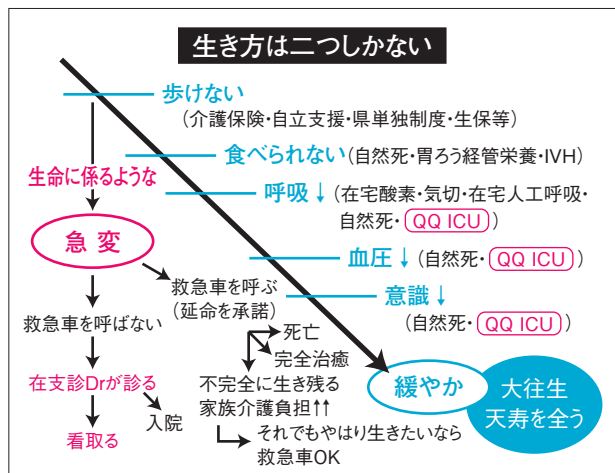 生き方は二つしかない
歩けない
（介護保険・自立支援・県単独制度・生保等）
食べられない（自然死・胃ろう経管栄養・IVH）
生命に係るような
呼吸↓（在宅酸素・気切・在宅人工呼吸・
自然死・QQ ICU）
急変
血圧↓（自然死・QQ ICU）
救急車を呼ぶ
（延命を承諾）
意識↓
（自然死・QQ ICU）
救急車を呼ばない
死亡
完全治癒
不完全に生き残る
家族介護負担↑↑
緩やか
大往生
天寿を全う
在支診Drが診る
入院
それでもやはり生きたいなら
救急車OK
看取る